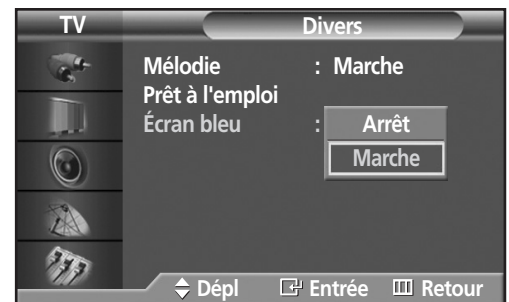 TV Divers
Mélodie : Marche
Prêt à l'emploi
Écran bleu : Arrêt
Marche
Dépl Entrée Retour